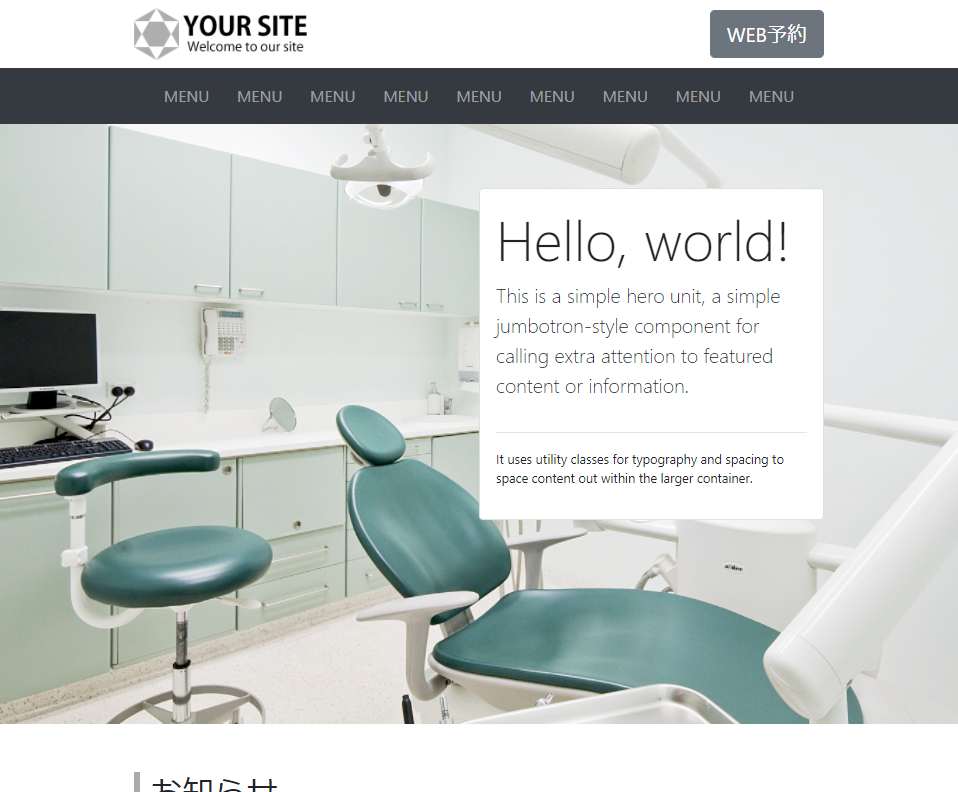 YOUR SITE
Welcome to our site
WEB予約
MENU MENU MENU MENU MENU MENU MENU MENU MENU
Hello, world!
This is a simple hero unit, a simple
jumbotron-style component for
calling extra attention to featured
content or information.
It uses utility classes for typography and spacing to
space content out within the larger container.
お知らせ